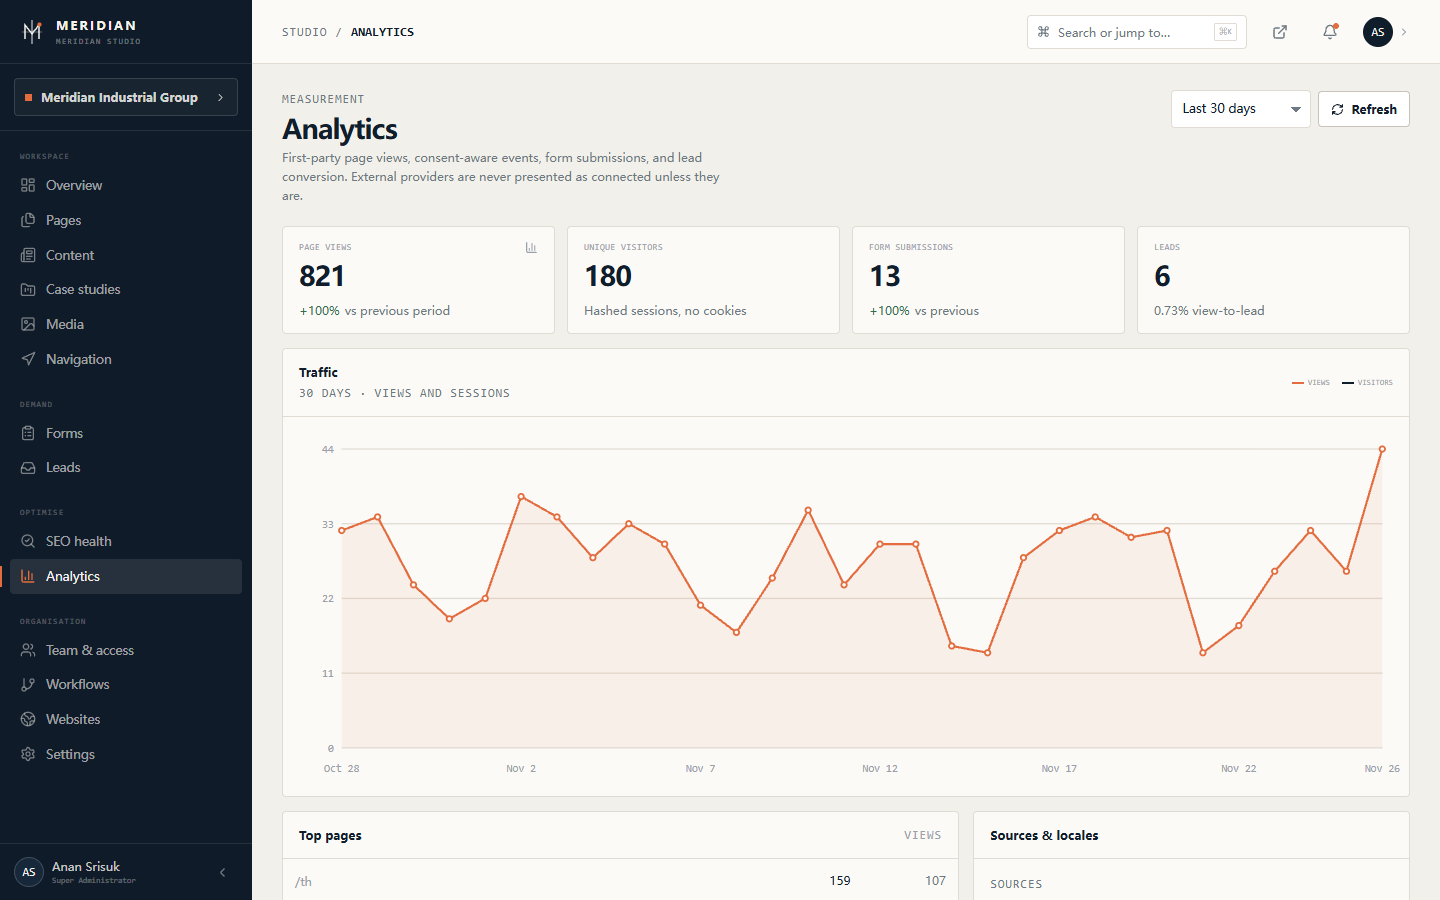 MERIDIAN
MERIDIAN STUDIO
Meridian Industrial Group
WORKSPACE
Overview
Pages
Content
Case studies
Media
Navigation
DEMAND
Forms
Leads
OPTIMISE
SEO health
Analytics
ORGANISATION
Team & access
Workflows
Websites
Settings
AS
Anan Srisuk
Super Administrator
STUDIO / ANALYTICS
⌘ Search or jump to... ⌘K
AS
MEASUREMENT
Analytics
First-party page views, consent-aware events, form submissions, and lead
conversion. External providers are never presented as connected unless they
are.
Last 30 days
Refresh
PAGE VIEWS
821
+100% vs previous period
UNIQUE VISITORS
180
Hashed sessions, no cookies
FORM SUBMISSIONS
13
+100% vs previous
LEADS
6
0.73% view-to-lead
Traffic
30 DAYS · VIEWS AND SESSIONS
VIEWS VISITORS
44
33
22
11
0
Oct 28 Nov 2 Nov 7 Nov 12 Nov 17 Nov 22 Nov 26
Top pages VIEWS
/th 159 107
Sources & locales
SOURCES